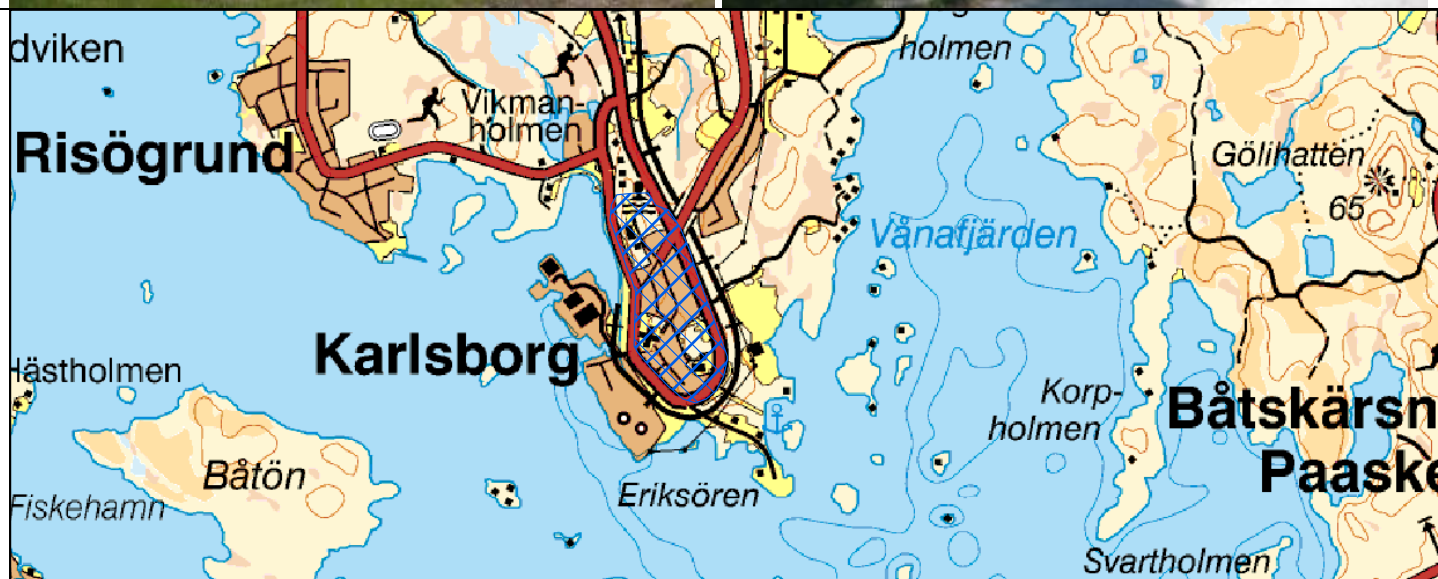 dviken
holmen
Vikman-
holmen
Risögrund
Gölihatten
65
Vånafjärden
Karlsborg
Hästholmen
Korp-
holmen
Båtskärsn
Paaske
Båtön
Eriksören
Fiskehamn
Svartholmen